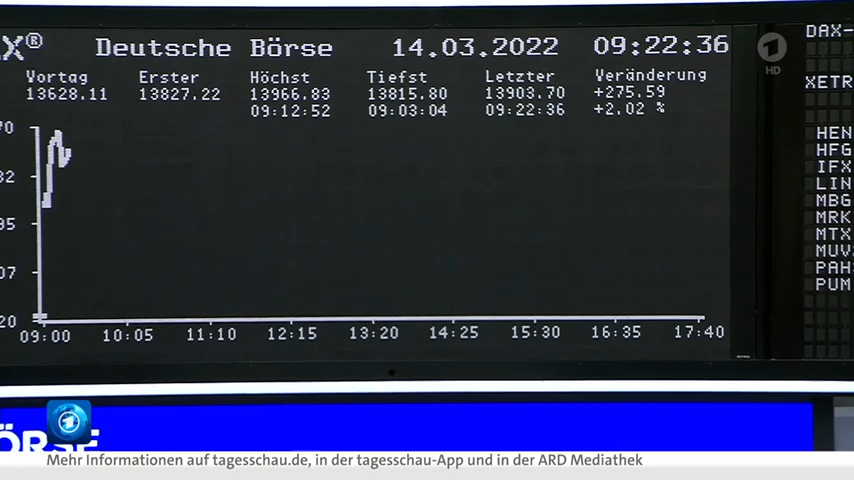 AX® Deutsche Börse 14.03.2022 09:22:36
Vortag Erster Höchst Tiefst Letzter Veränderung
13628.11 13827.22 13966.83 13815.80 13903.70 +275.59
09:12:52 09:03:04 09:22:36 +2.02 %
70
32
95
07
20
09:00 10:05 11:10 12:15 13:20 14:25 15:30 16:35 17:40
1
HD
DAX-
XETR
HEN
HFG
IFX
LIN
MBG
MRK
MTX
MUV
PAH
PUM
BÖRSE
Mehr Informationen auf tagesschau.de, in der tagesschau-App und in der ARD Mediathek